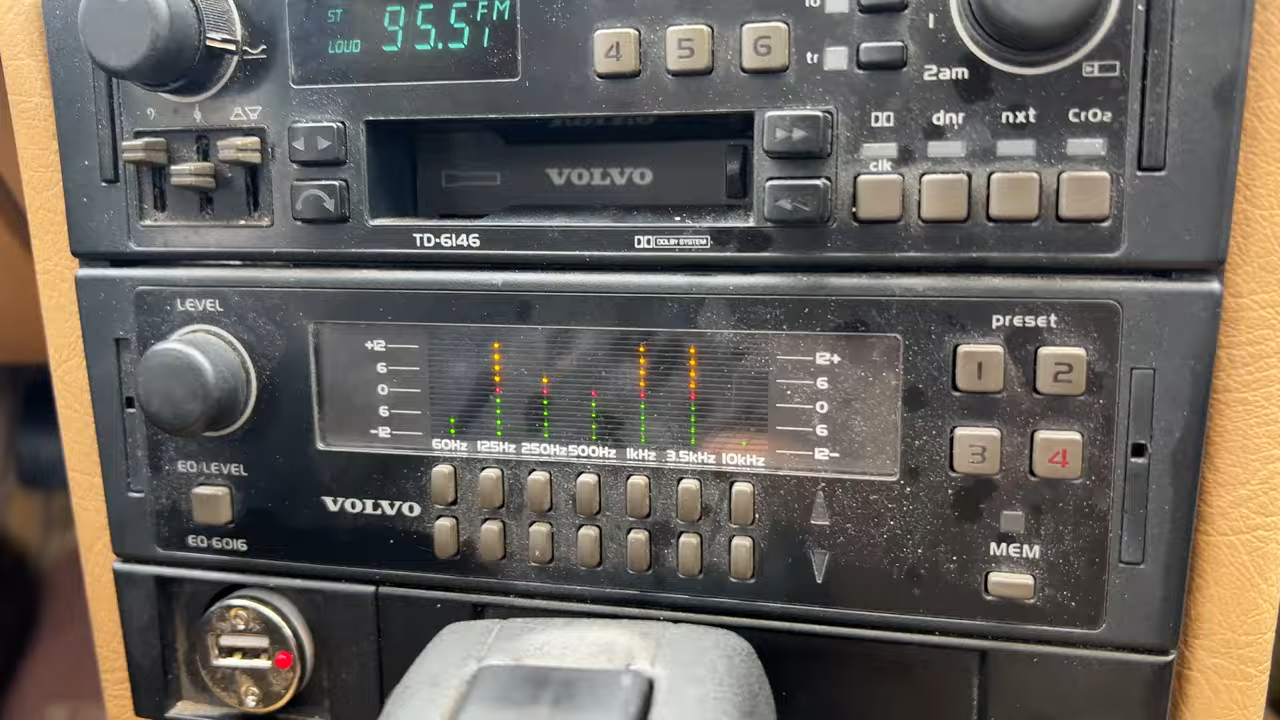 ST
LOUD
95.5 FM
1
4
5
6
tr
2am
dnr
nxt
CrO2
clk
VOLVO
TD-6146
DOLBY SYSTEM
LEVEL
preset
+12
6
0
6
-12
12+
6
0
6
12-
60Hz 125Hz 250Hz 500Hz 1kHz 3.5kHz 10kHz
1
2
3
4
EQ/LEVEL
EQ-6016
VOLVO
MEM